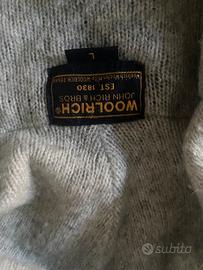 L
WOOLRICH®
JOHN RICH & BROS.
EST. 1830
subito